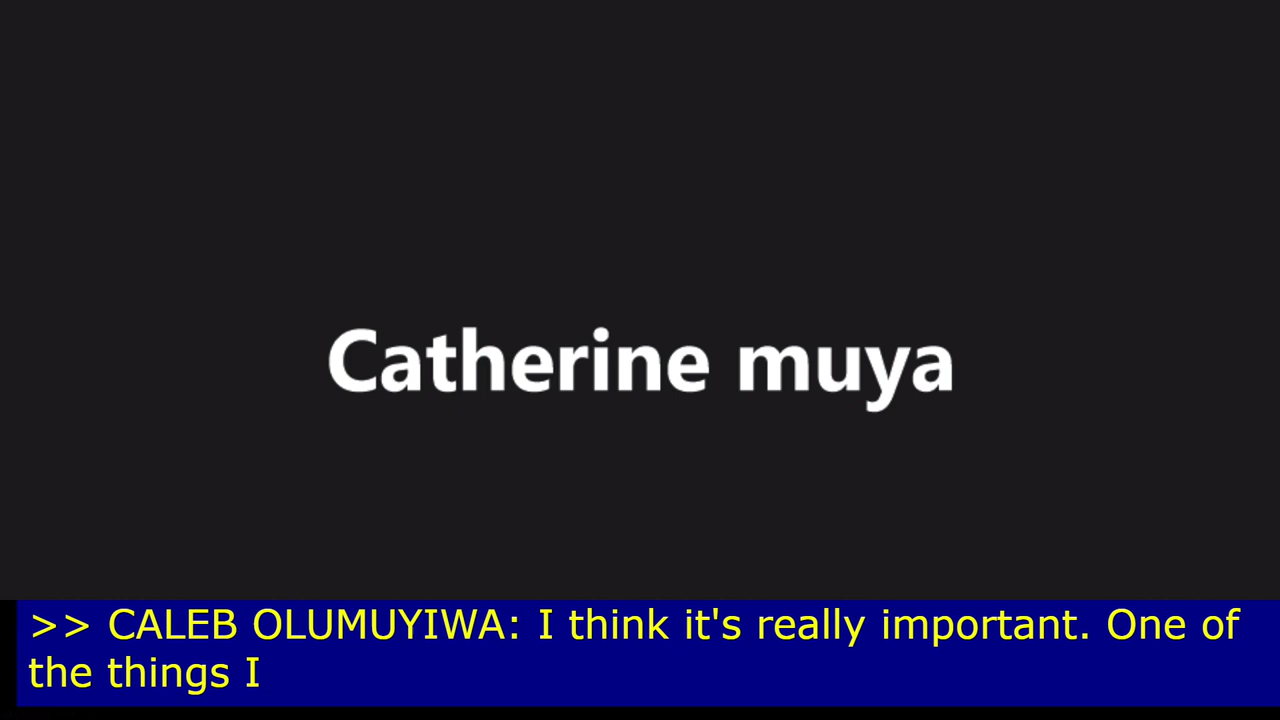 Catherine muya
>> CALEB OLUMUYIWA: I think it's really important. One of
the things I